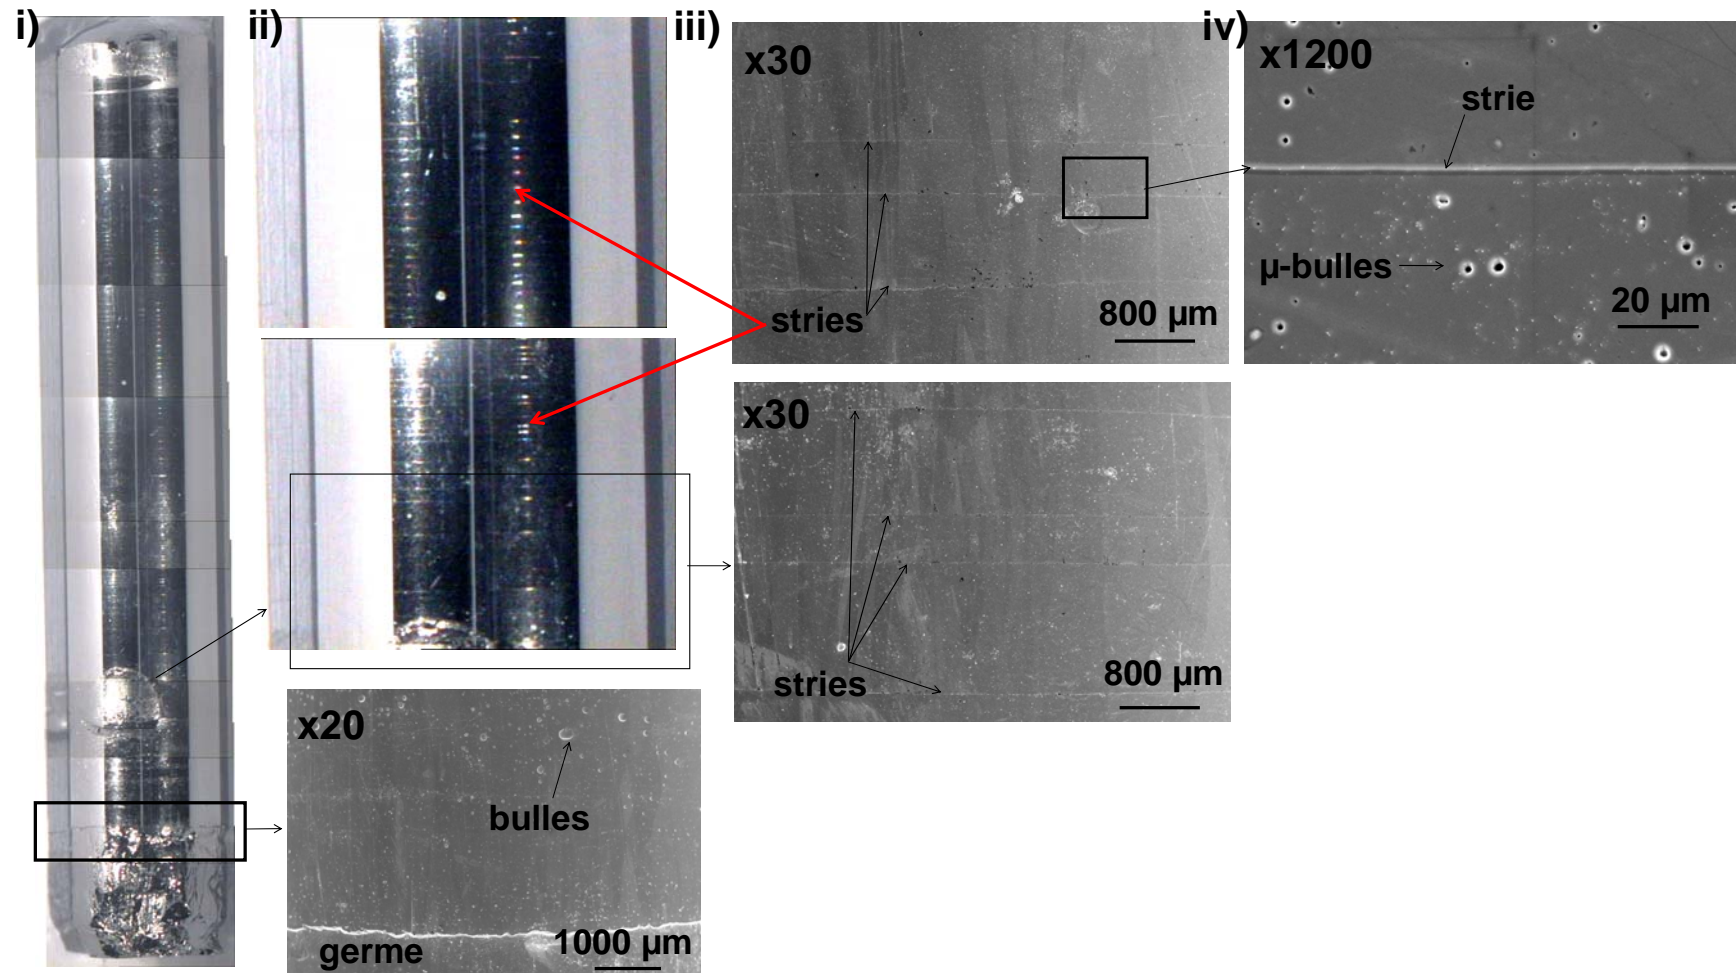 i)
ii)
iii)
iv)
x30
800 µm
stries
x1200
strie
µ-bulles
20 µm
x30
stries
800 µm
x20
bulles
germe
1000 µm